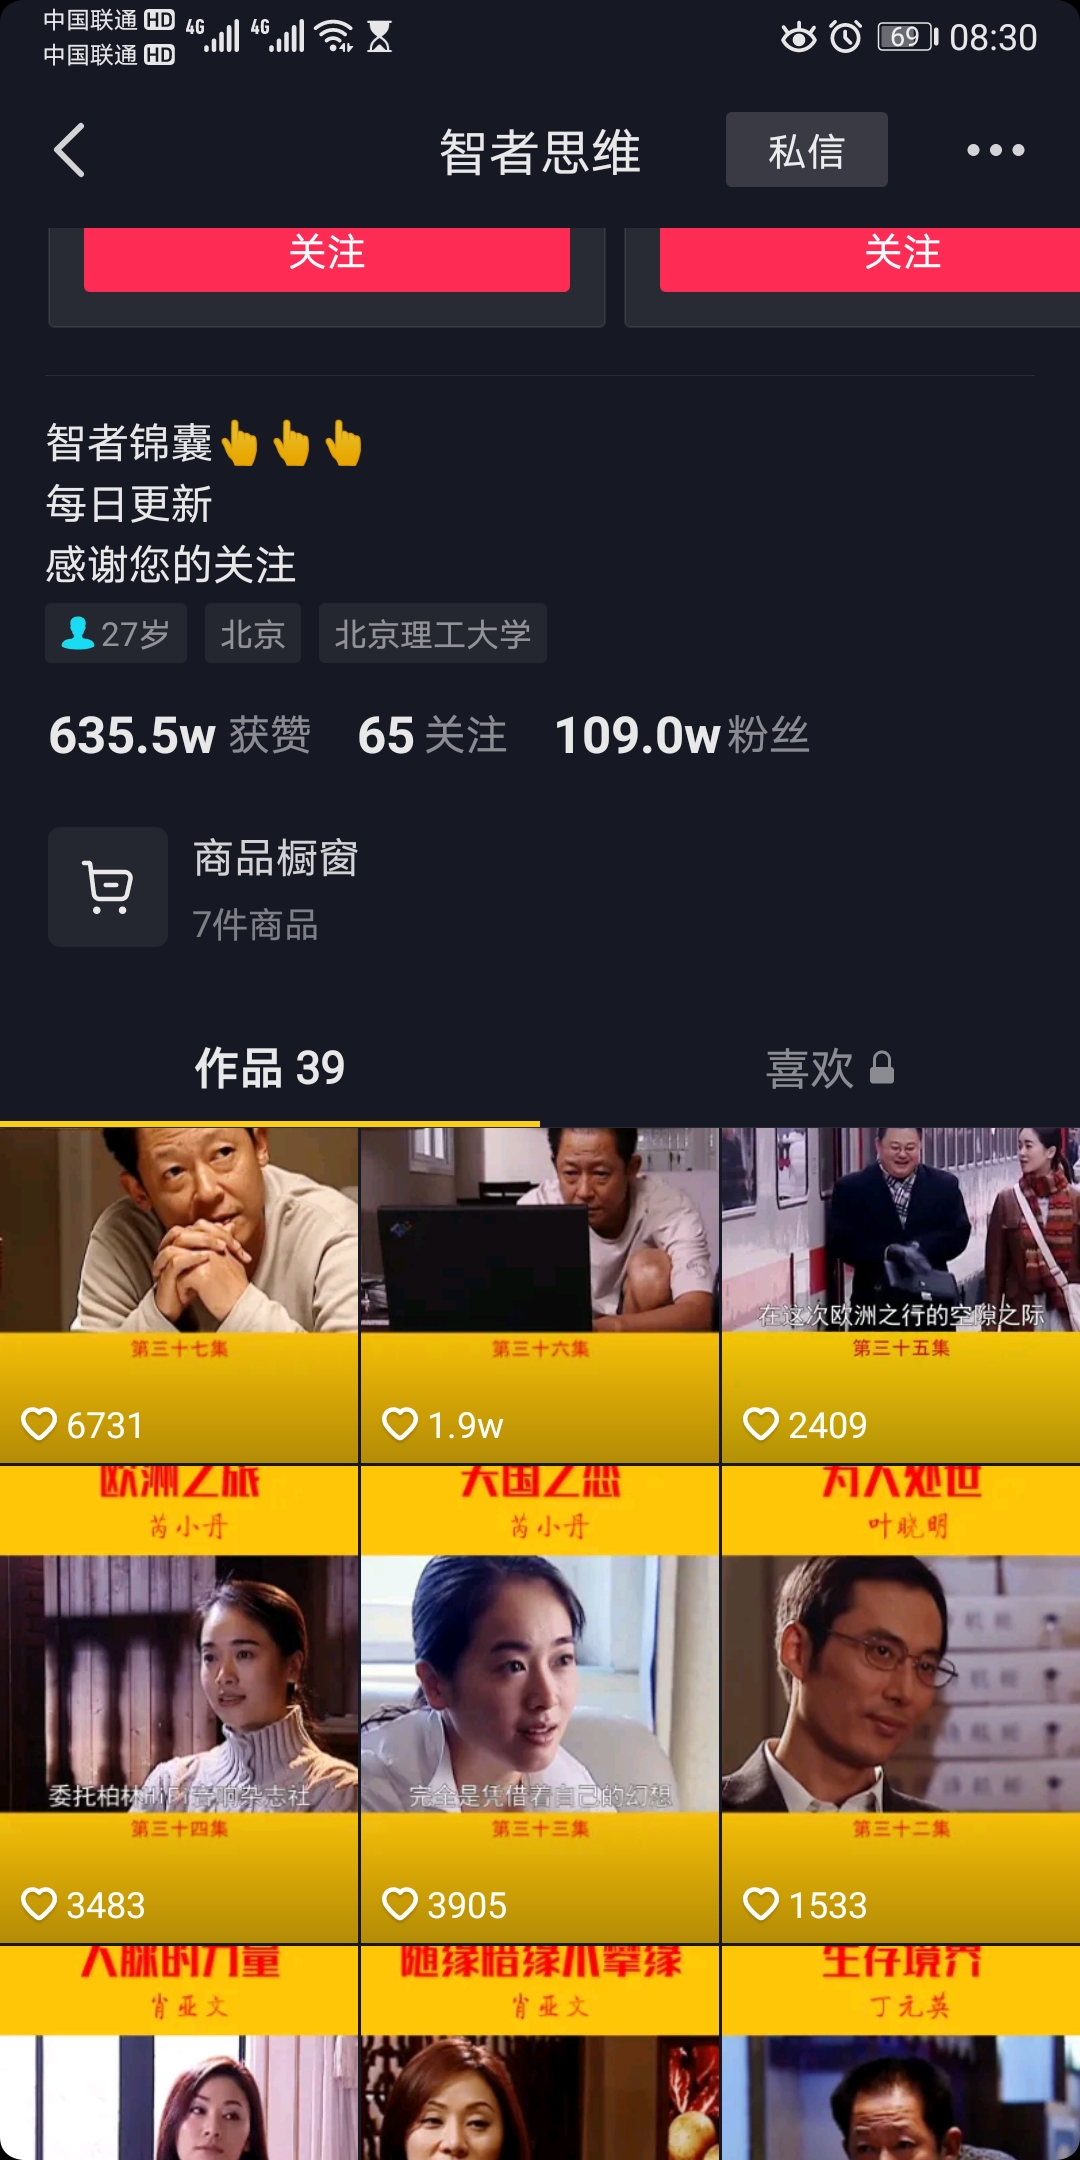 中国联通 HD 4G 4G
中国联通 HD
69 08:30
智者思维
私信
关注
关注
智者锦囊👆👆👆
每日更新
感谢您的关注
27岁
北京
北京理工大学
635.5w 获赞 65 关注 109.0w 粉丝
商品橱窗
7件商品
作品 39
喜欢
在这次欧洲之行的空隙之际
第三十七集
第三十六集
第三十五集
6731
1.9w
2409
欧洲之旅
天国之恋
为人处世
芮小丹
芮小丹
叶晓明
委托柏林HiFi音响杂志社
完全是凭借着自己的幻想
第三十四集
第三十三集
第三十二集
3483
3905
1533
人脉的力量
随缘惜缘不攀缘
生存境界
肖亚文
肖亚文
丁元英